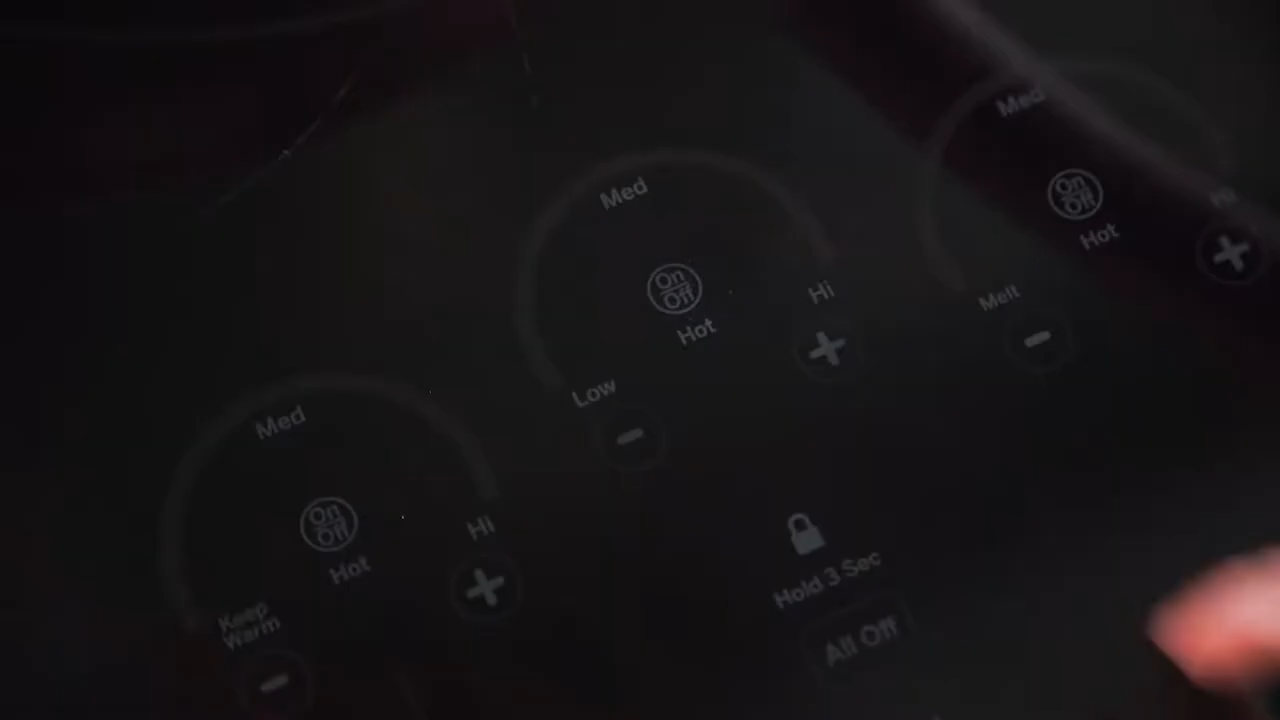 Med
On
Off
Hot
Hi
Keep
Warm
Med
On
Off
Hot
Hi
Low
Med
On
Off
Hot
Hi
Melt
Hold 3 Sec
All Off